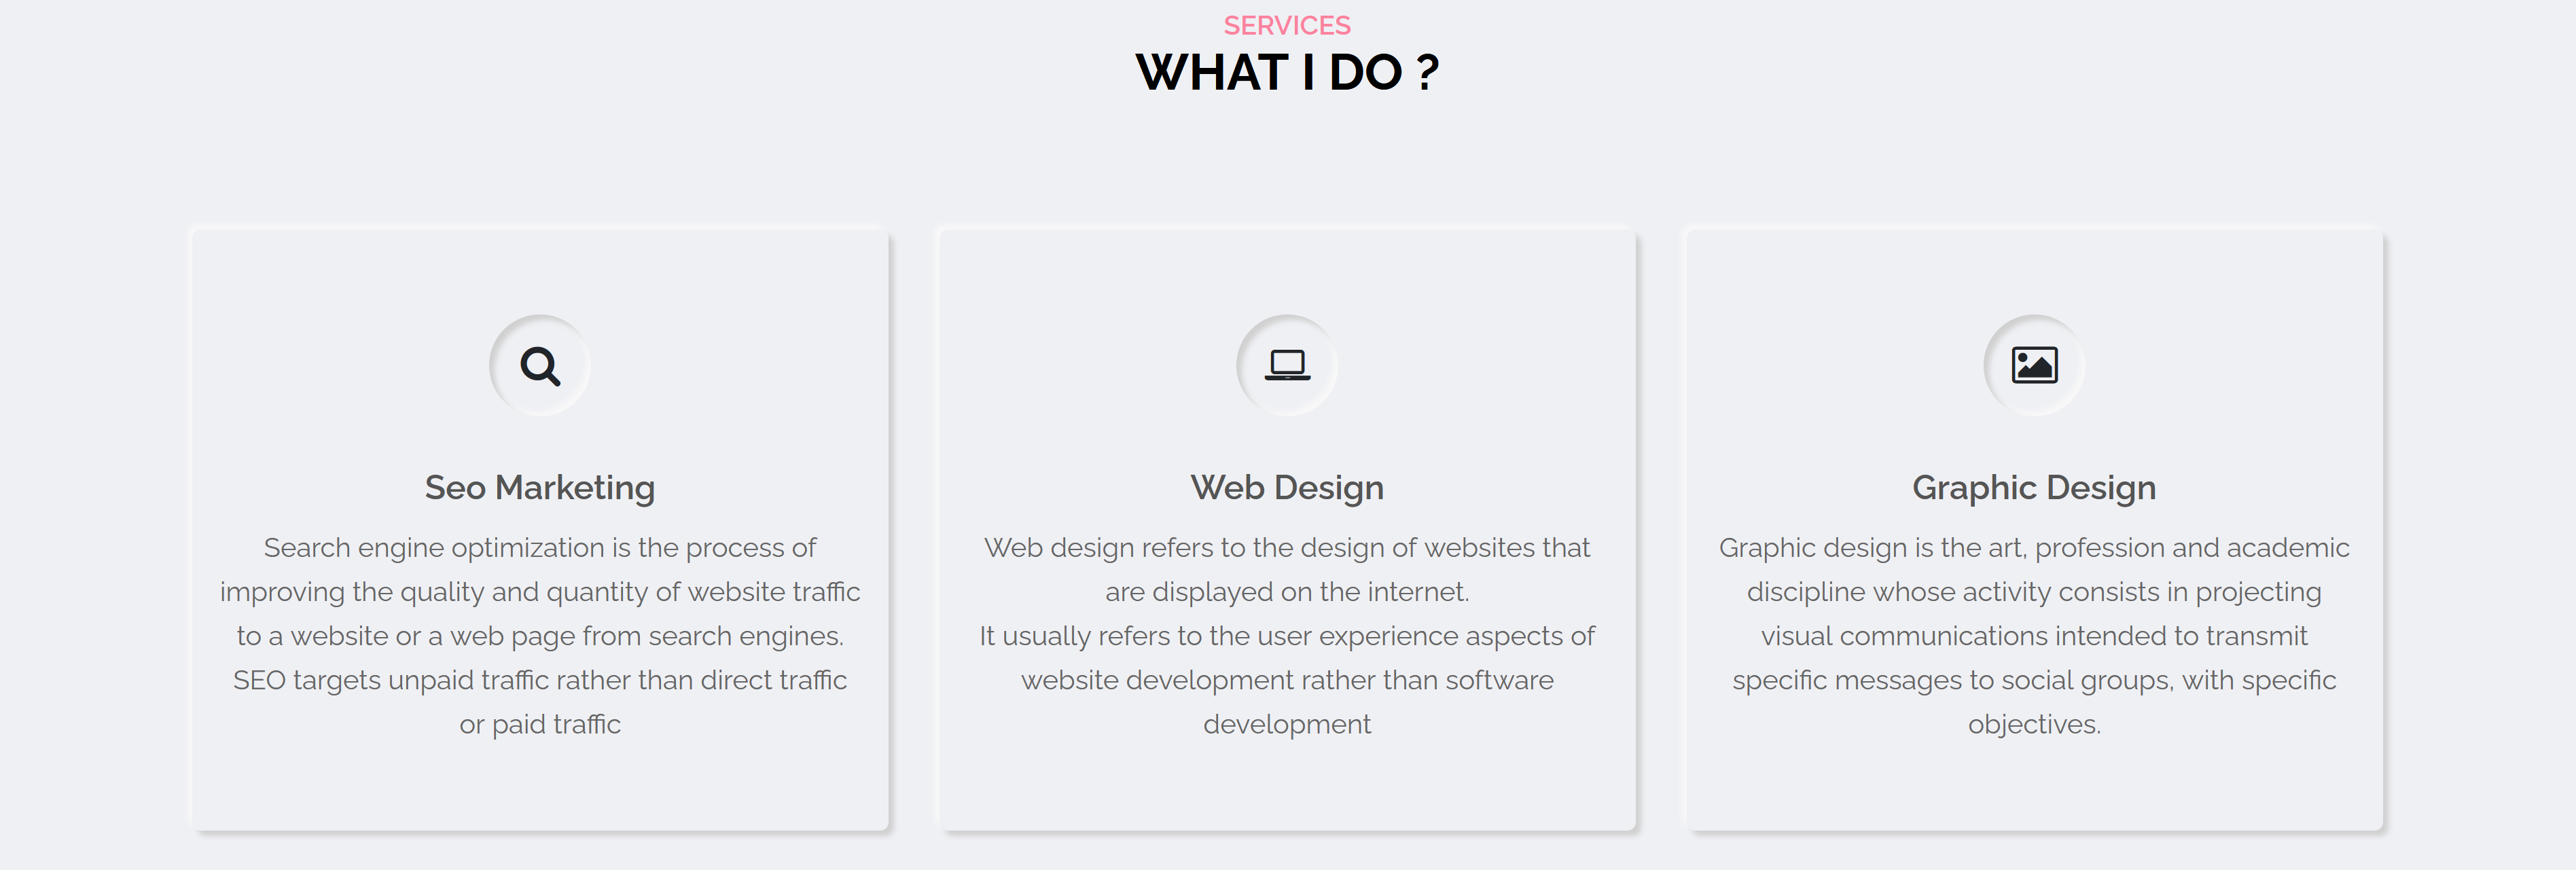 SERVICES
WHAT I DO ?
Seo Marketing
Search engine optimization is the process of
improving the quality and quantity of website traffic
to a website or a web page from search engines.
SEO targets unpaid traffic rather than direct traffic
or paid traffic
Web Design
Web design refers to the design of websites that
are displayed on the internet.
It usually refers to the user experience aspects of
website development rather than software
development
Graphic Design
Graphic design is the art, profession and academic
discipline whose activity consists in projecting
visual communications intended to transmit
specific messages to social groups, with specific
objectives.